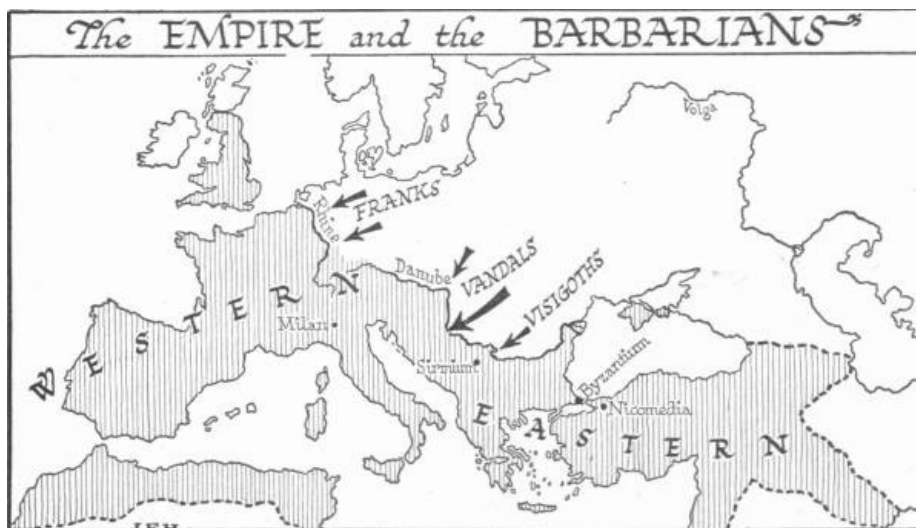 The EMPIRE and the BARBARIANS
Volga
FRANKS
Rhine
VANDALS
Danube
VISIGOTHS
WESTERN
Milan
Sirmium
Byzantium
Nicomedia
EASTERN
J.F.H.